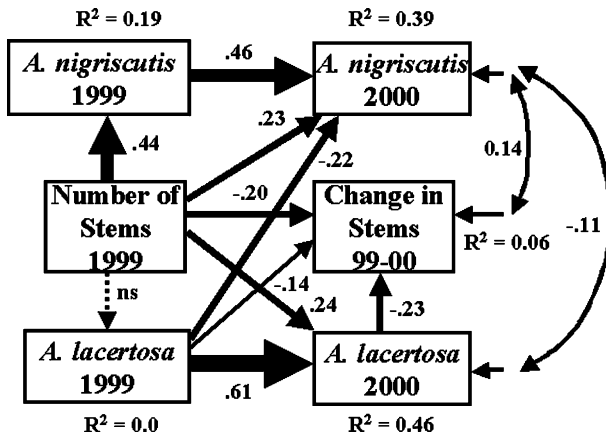 R² = 0.19
R² = 0.39
A. nigriscutis
1999
.46
A. nigriscutis
2000
.44
.23
-.22
0.14
Number of
Stems
1999
-.20
Change in
Stems
99-00
R² = 0.06
-.11
ns
-.14
.24
-.23
A. lacertosa
1999
.61
A. lacertosa
2000
R² = 0.0
R² = 0.46